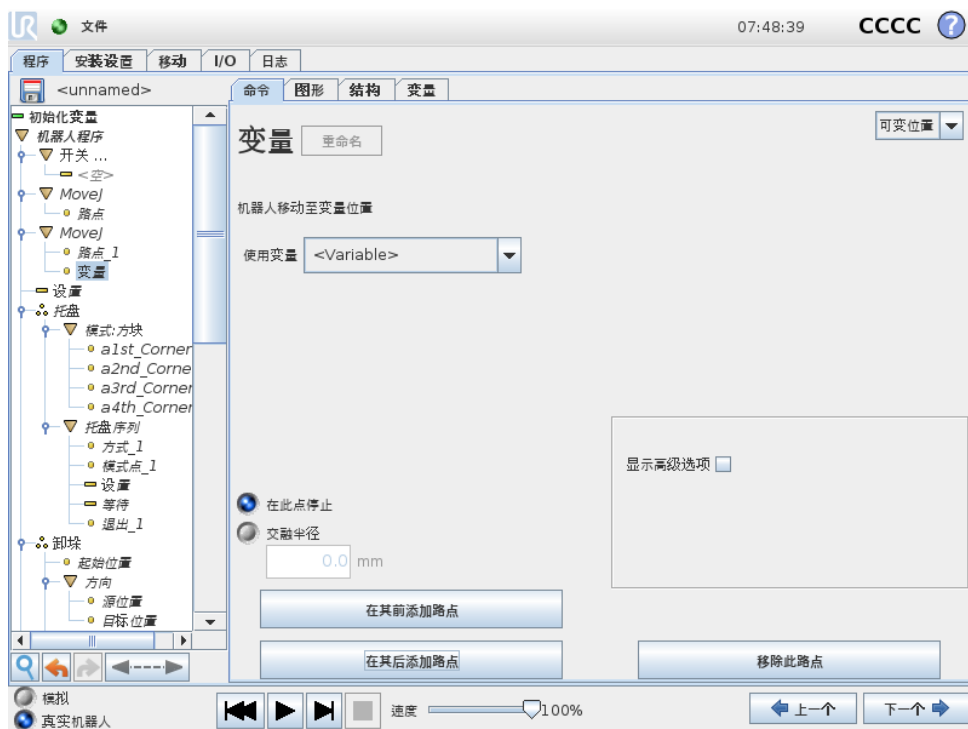 UR 文件 07:48:39 CCCC ?
程序 安装设置 移动 I/O 日志
<unnamed>
命令 图形 结构 变量
初始化变量
机器人程序
开关 ...
<空>
MoveJ
路点
MoveJ
路点_1
变量
设置
托盘
模式:方块
a1st_Corner
a2nd_Corne
a3rd_Corner
a4th_Corner
托盘序列
方式_1
模式点_1
设置
等待
退出_1
卸垛
起始位置
方向
源位置
目标位置
变量 重命名
可变位置
机器人移动至变量位置
使用变量 <Variable>
显示高级选项
在此点停止
交融半径
0.0 mm
在其前添加路点
在其后添加路点
移除此路点
模拟
真实机器人
速度 100%
上一个 下一个